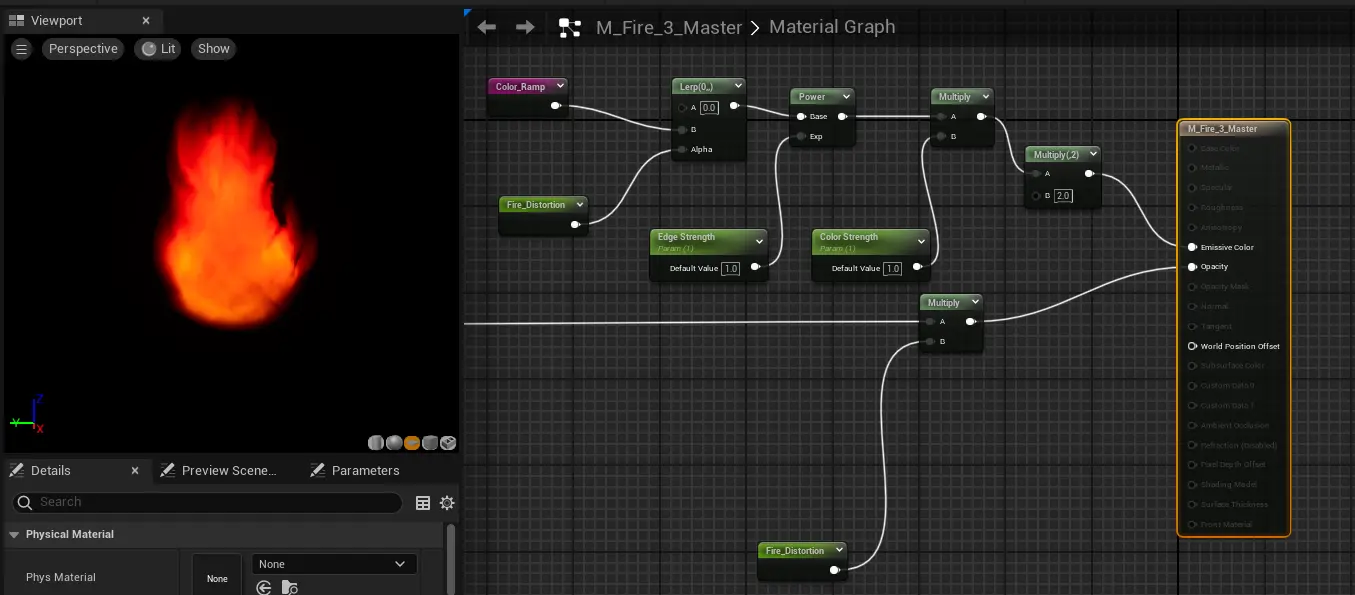 Viewport
Perspective
Lit
Show
M_Fire_3_Master
Material Graph
Color_Ramp
Lerp(0,,)
A 0.0
B
Alpha
Power
Base
Exp
Multiply
A
B
Multiply(,2)
A
B 2.0
Fire_Distortion
Edge Strength
Param (1)
Default Value 1.0
Color Strength
Param (1)
Default Value 1.0
Multiply
A
B
Fire_Distortion
M_Fire_3_Master
Base Color
Metallic
Specular
Roughness
Anisotropy
Emissive Color
Opacity
Opacity Mask
Normal
Tangent
World Position Offset
Subsurface Color
Custom Data 0
Custom Data 1
Ambient Occlusion
Refraction (Disabled)
Pixel Depth Offset
Shading Model
Surface Thickness
Front Material
Z
Y
X
Details
Preview Scene...
Parameters
Search
Physical Material
Phys Material
None
None